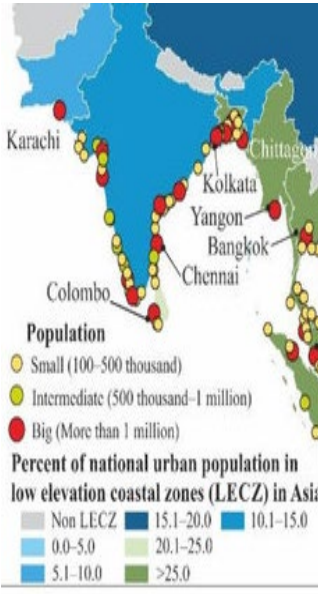 Karachi
Chittagon
Kolkata
Yangon
Bangkok
Chennai
Colombo
Population
Small (100–500 thousand)
Intermediate (500 thousand–1 million)
Big (More than 1 million)
Percent of national urban population in
low elevation coastal zones (LECZ) in Asia
Non LECZ 15.1–20.0 10.1–15.0
0.0–5.0 20.1–25.0
5.1–10.0 >25.0